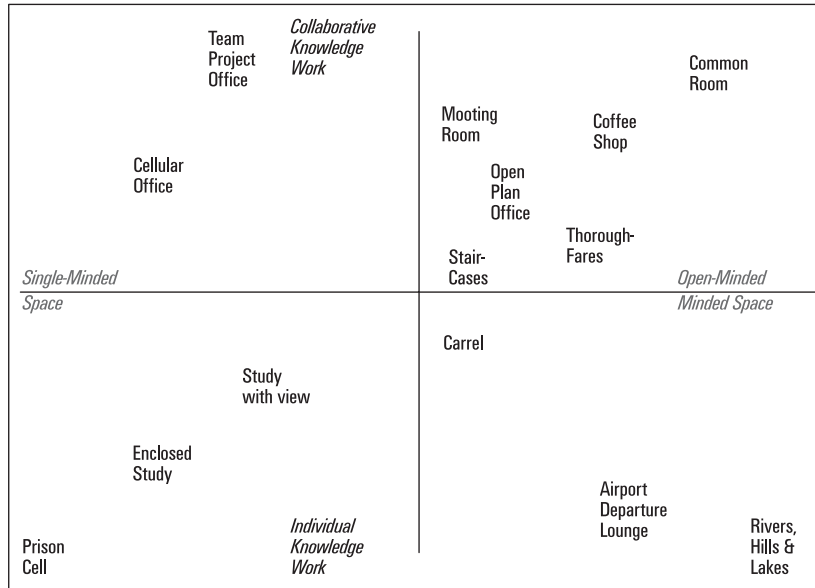 Team
Project
Office
Collaborative
Knowledge
Work
Common
Room
Mooting
Room
Coffee
Shop
Cellular
Office
Open
Plan
Office
Thorough-
Fares
Stair-
Cases
Single-Minded
Space
Open-Minded
Minded Space
Carrel
Study
with view
Enclosed
Study
Airport
Departure
Lounge
Prison
Cell
Individual
Knowledge
Work
Rivers,
Hills &
Lakes